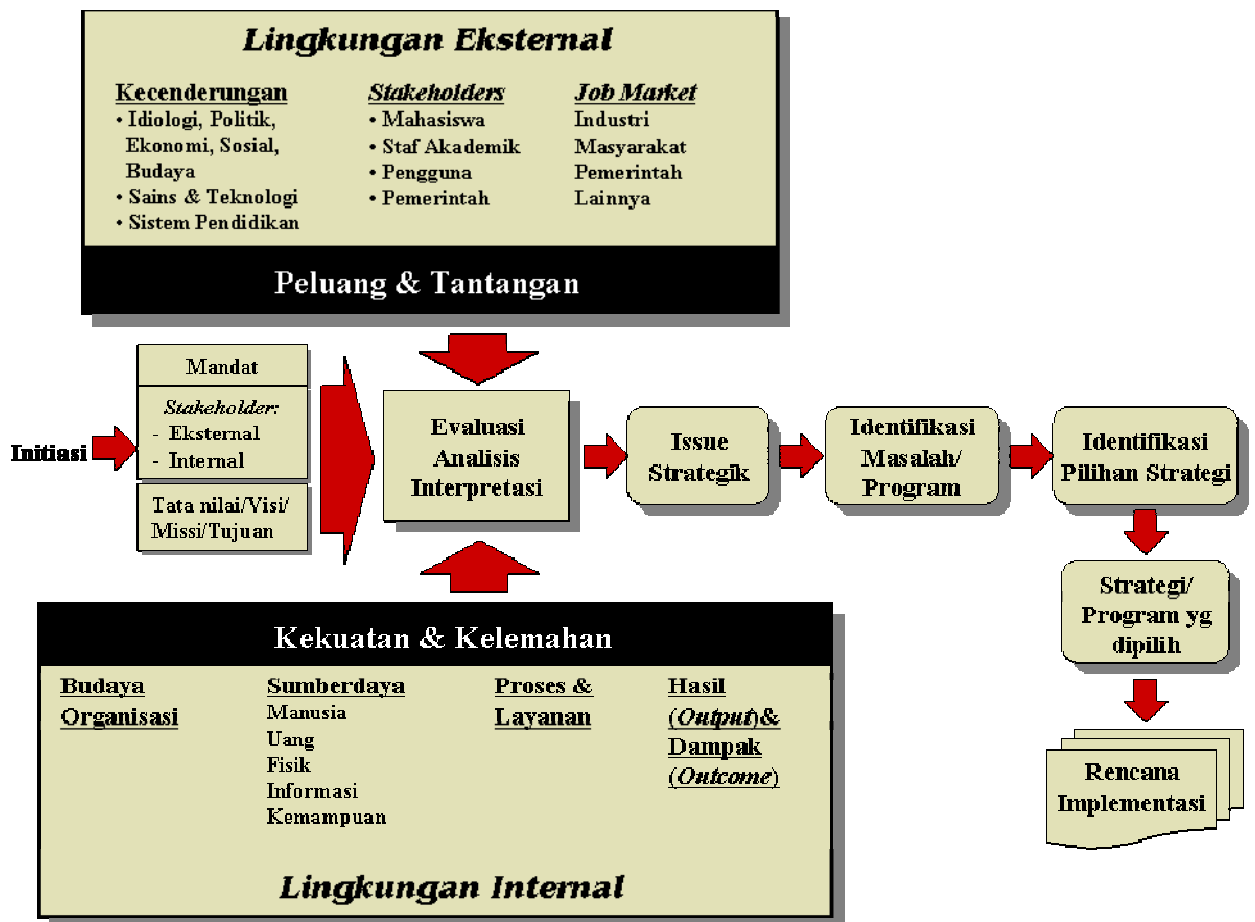 Lingkungan Eksternal
Kecenderungan
• Idiologi, Politik,
Ekonomi, Sosial,
Budaya
• Sains & Teknologi
• Sistem Pendidikan
Stakeholders
• Mahasiswa
• Staf Akademik
• Pengguna
• Pemerintah
Job Market
Industri
Masyarakat
Pemerintah
Lainnya
Peluang & Tantangan
Initiasi
Mandat
Stakeholder:
- Eksternal
- Internal
Tata nilai/Visi/
Missi/Tujuan
Evaluasi
Analisis
Interpretasi
Issue
Strategik
Identifikasi
Masalah/
Program
Identifikasi
Pilihan Strategi
Strategi/
Program yg
dipilih
Rencana
Implementasi
Kekuatan & Kelemahan
Budaya
Organisasi
Sumberdaya
Manusia
Uang
Fisik
Informasi
Kemampuan
Proses &
Layanan
Hasil
(Output)&
Dampak
(Outcome)
Lingkungan Internal